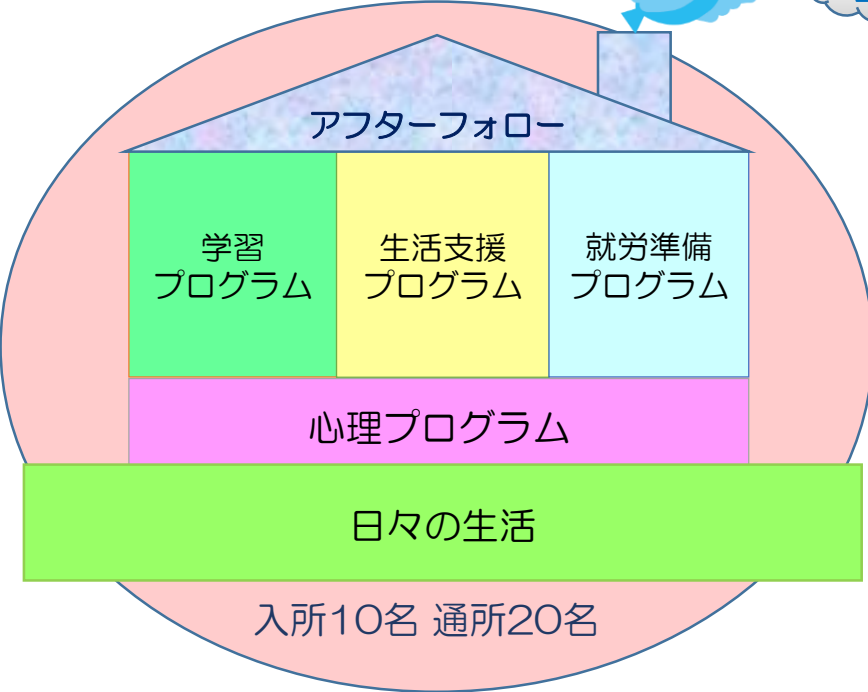 アフターフォロー
学習
プログラム
生活支援
プログラム
就労準備
プログラム
心理プログラム
日々の生活
入所10名 通所20名